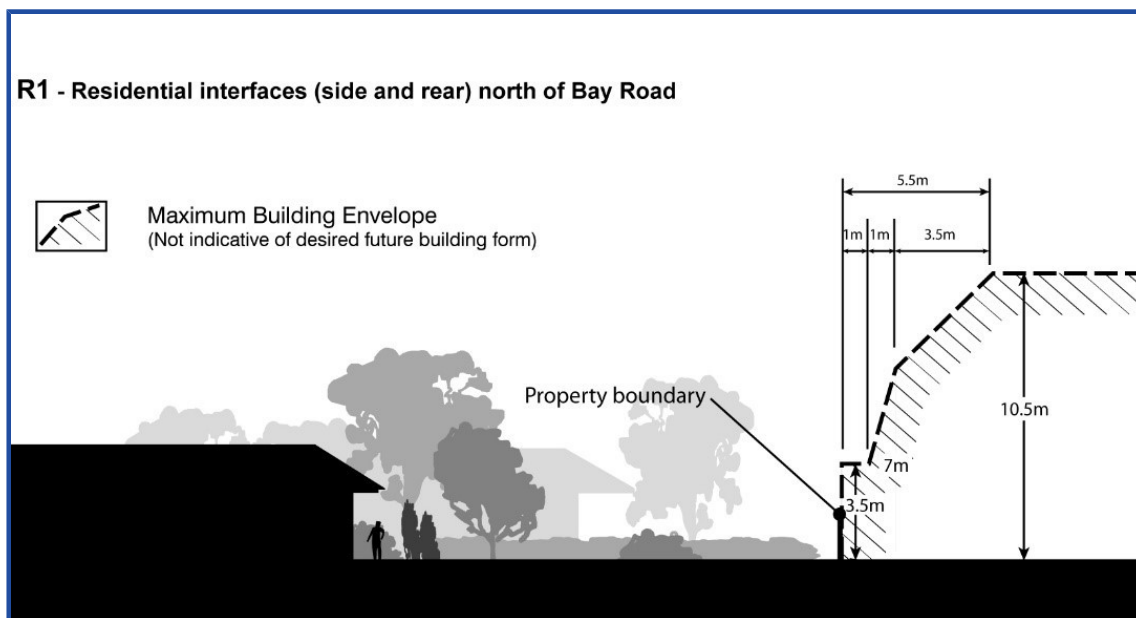 R1 - Residential interfaces (side and rear) north of Bay Road
5.5m
Maximum Building Envelope
(Not indicative of desired future building form)
1m
1m
3.5m
Property boundary
10.5m
7m
3.5m